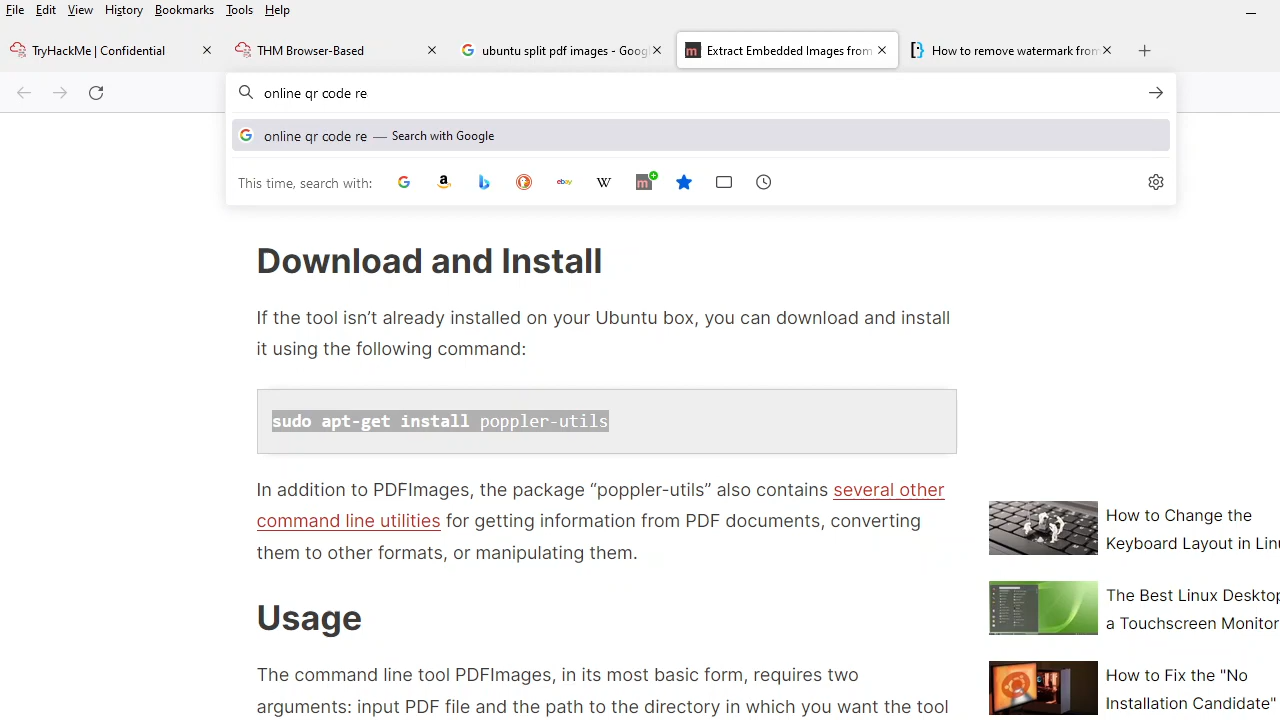 File Edit View History Bookmarks Tools Help
TryHackMe | Confidential
THM Browser-Based
ubuntu split pdf images - Goog
Extract Embedded Images from
How to remove watermark from
online qr code re
online qr code re — Search with Google
This time, search with:
Download and Install
If the tool isn’t already installed on your Ubuntu box, you can download and install
it using the following command:
sudo apt-get install poppler-utils
In addition to PDFImages, the package “poppler-utils” also contains several other
command line utilities for getting information from PDF documents, converting
them to other formats, or manipulating them.
How to Change the
Keyboard Layout in Linu
The Best Linux Desktop
a Touchscreen Monitor
How to Fix the "No
Installation Candidate"
Usage
The command line tool PDFImages, in its most basic form, requires two
arguments: input PDF file and the path to the directory in which you want the tool